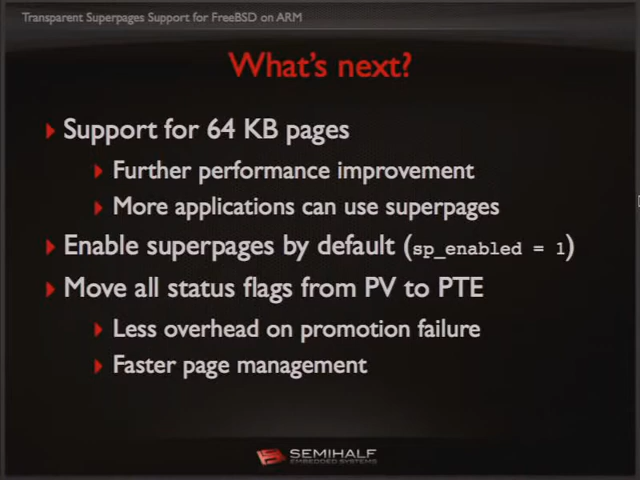 Transparent Superpages Support for FreeBSD on ARM
What's next?
Support for 64 KB pages
Further performance improvement
More applications can use superpages
Enable superpages by default (sp_enabled = 1)
Move all status flags from PV to PTE
Less overhead on promotion failure
Faster page management
SEMIHALF
EMBEDDED SYSTEMS